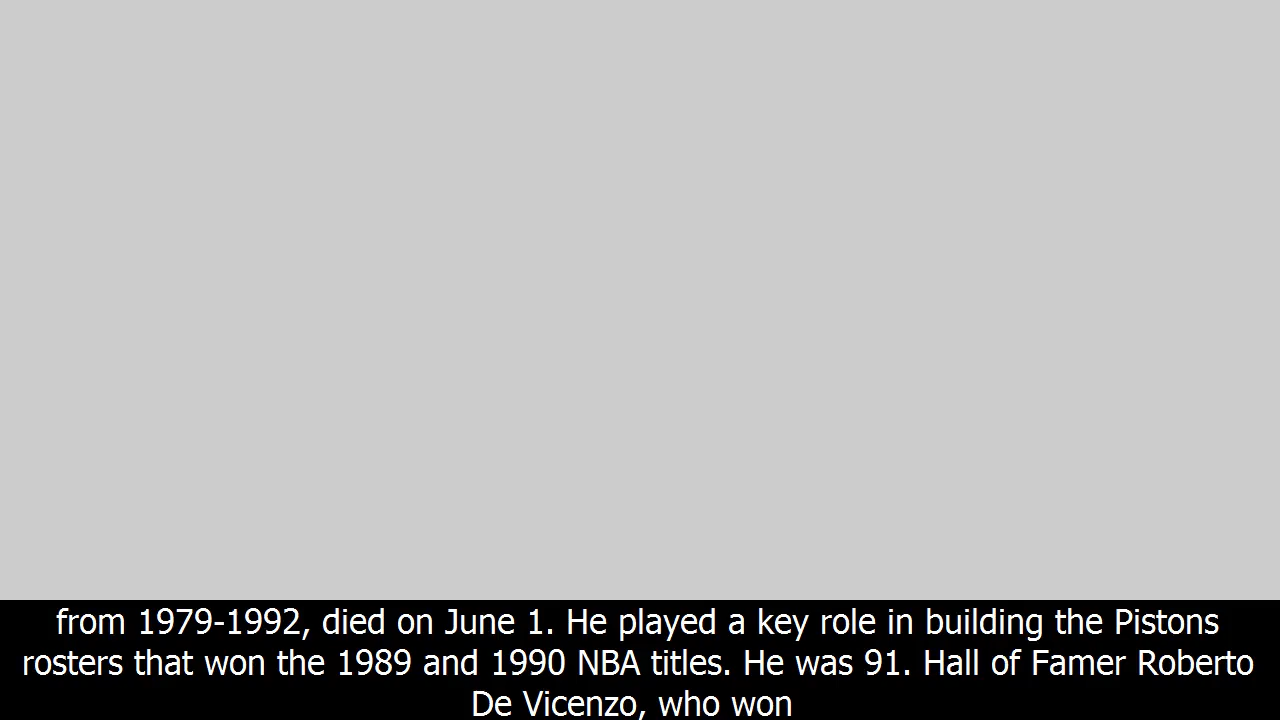 from 1979-1992, died on June 1. He played a key role in building the Pistons
rosters that won the 1989 and 1990 NBA titles. He was 91. Hall of Famer Roberto
De Vicenzo, who won